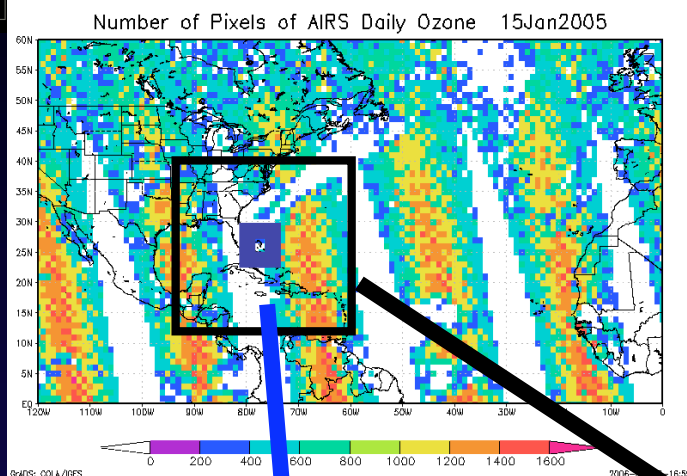 Number of Pixels of AIRS Daily Ozone 15Jan2005
60N
55N
50N
45N
40N
35N
30N
25N
20N
15N
10N
5N
EQ
120W 110W 100W 90W 80W 70W 60W 50W 40W 30W 20W 10W 0
0 200 400 600 800 1000 1200 1400 1600
GrADS: COLA/IGES